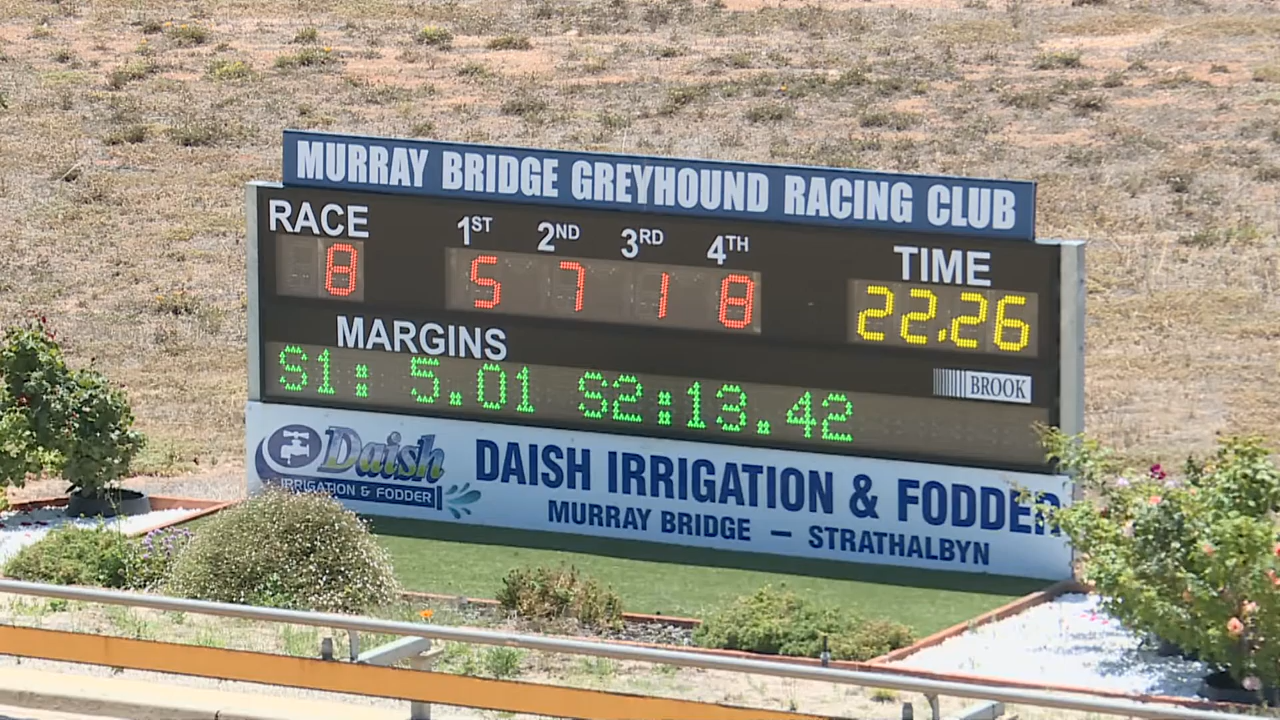 MURRAY BRIDGE GREYHOUND RACING CLUB
RACE 1ST 2ND 3RD 4TH TIME
8 5 7 1 8 22.26
MARGINS
S1: 5.01 S2:13.42
BROOK
Daish
IRRIGATION & FODDER
DAISH IRRIGATION & FODDER
MURRAY BRIDGE — STRATHALBYN